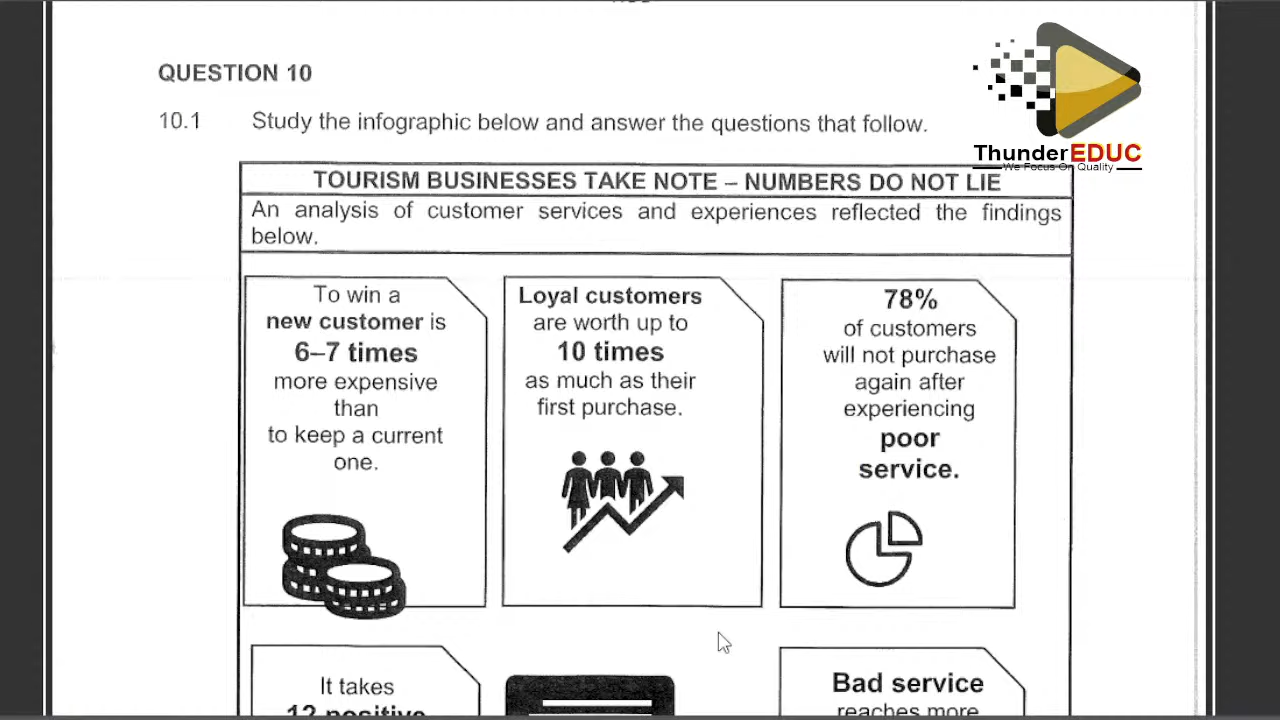 QUESTION 10
10.1 Study the infographic below and answer the questions that follow.
ThunderEDUC
We Focus On Quality
TOURISM BUSINESSES TAKE NOTE – NUMBERS DO NOT LIE
An analysis of customer services and experiences reflected the findings
below.
To win a
new customer is
6–7 times
more expensive
than
to keep a current
one.
Loyal customers
are worth up to
10 times
as much as their
first purchase.
78%
of customers
will not purchase
again after
experiencing
poor
service.
It takes
12 positive
Bad service
reaches more